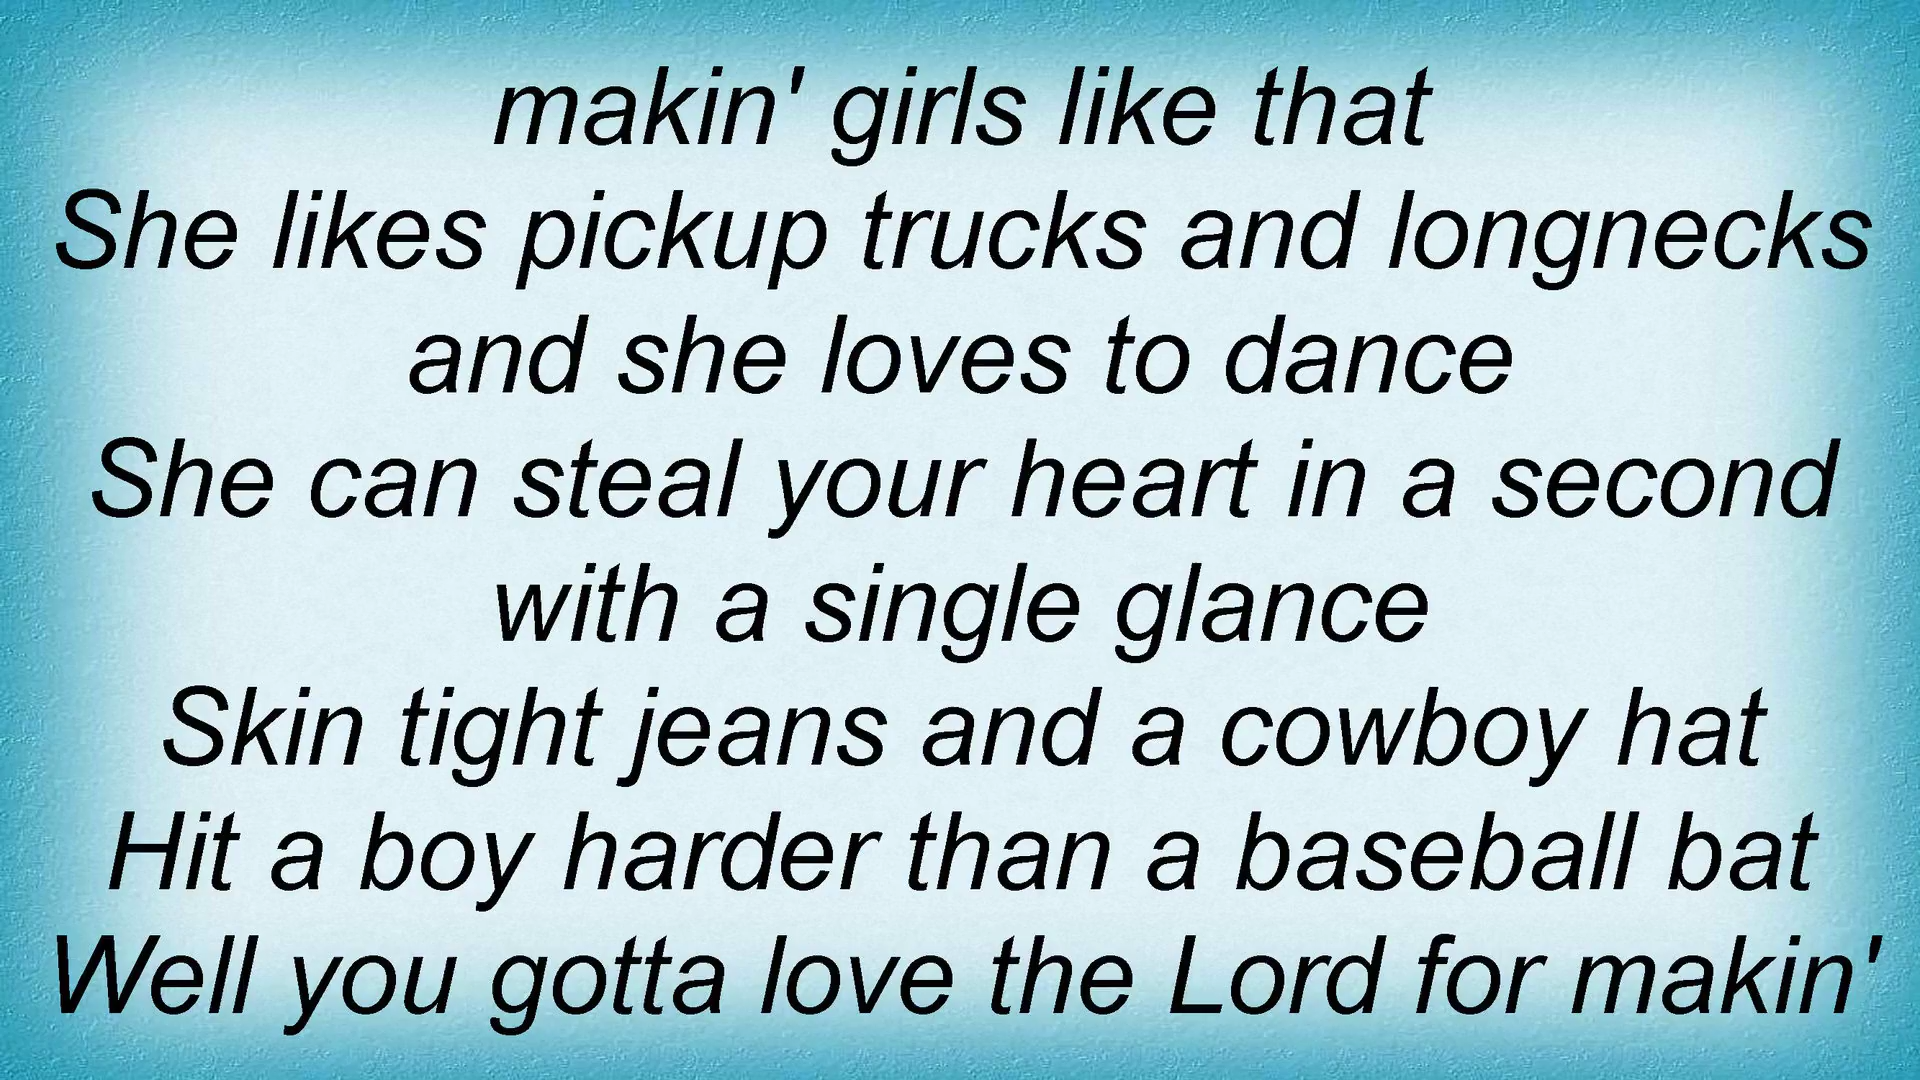 makin' girls like that
She likes pickup trucks and longnecks
and she loves to dance
She can steal your heart in a second
with a single glance
Skin tight jeans and a cowboy hat
Hit a boy harder than a baseball bat
Well you gotta love the Lord for makin'